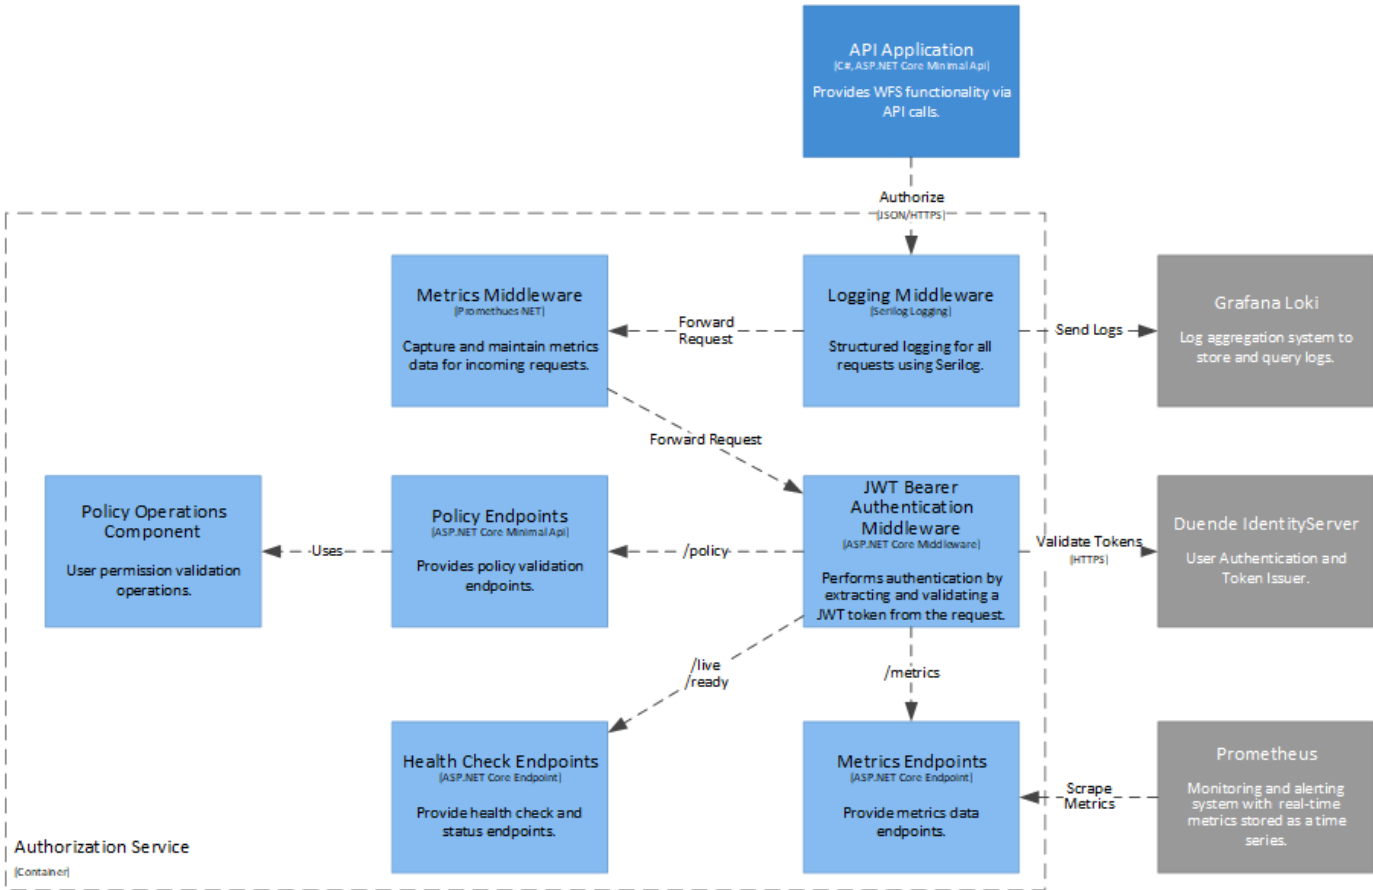 API Application
[C#, ASP.NET Core Minimal Api]
Provides WFS functionality via
API calls.
Authorize
[JSON/HTTPS]
Metrics Middleware
[Promethues NET]
Capture and maintain metrics
data for incoming requests.
Forward
Request
Logging Middleware
[Serilog Logging]
Structured logging for all
requests using Serilog.
Send Logs
Grafana Loki
Log aggregation system to
store and query logs.
Forward Request
Policy Operations
Component
User permission validation
operations.
Uses
Policy Endpoints
[ASP.NET Core Minimal Api]
Provides policy validation
endpoints.
/policy
JWT Bearer
Authentication
Middleware
[ASP.NET Core Middleware]
Performs authentication by
extracting and validating a
JWT token from the request.
Validate Tokens
[HTTPS]
Duende IdentityServer
User Authentication and
Token Issuer.
/live
/ready
/metrics
Health Check Endpoints
[ASP.NET Core Endpoint]
Provide health check and
status endpoints.
Metrics Endpoints
[ASP.NET Core Endpoint]
Provide metrics data
endpoints.
Scrape
Metrics
Prometheus
Monitoring and alerting
system with real-time
metrics stored as a time
series.
Authorization Service
[Container]